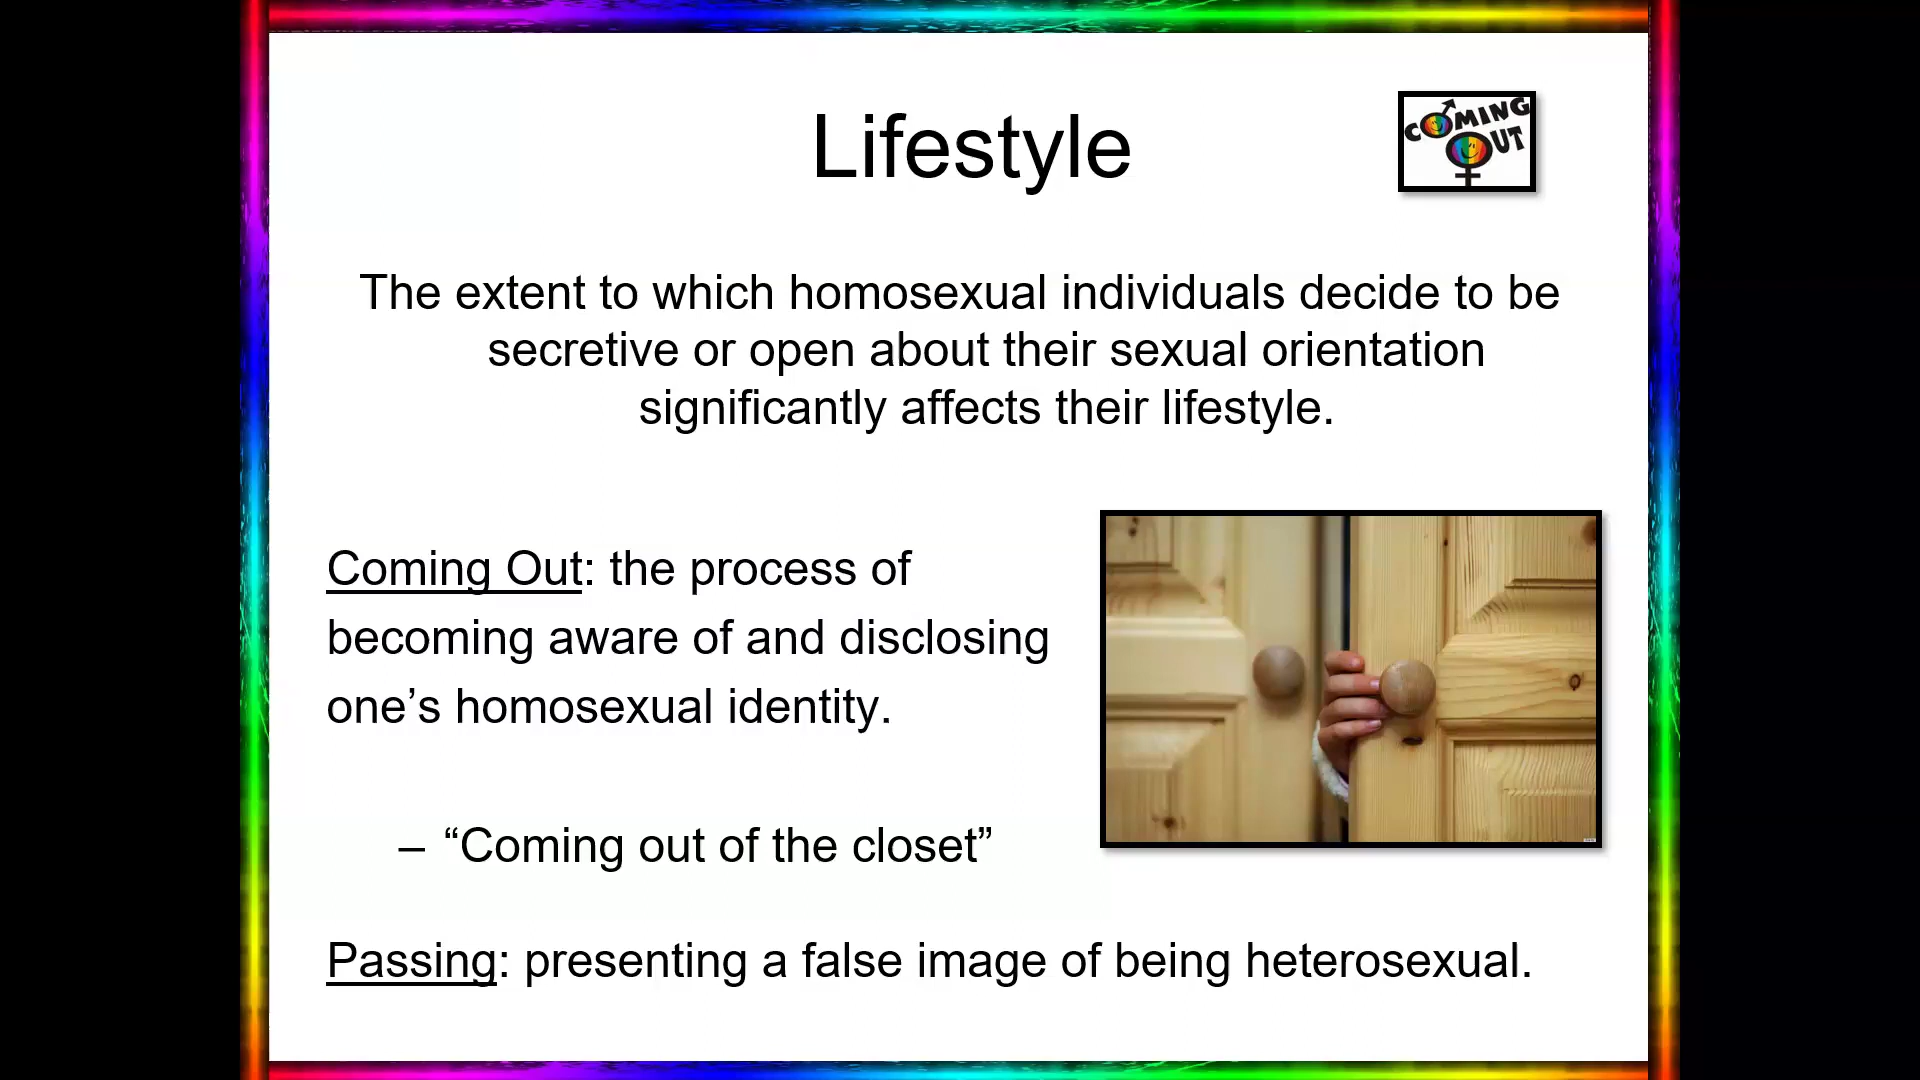 Lifestyle
COMING
OUT
The extent to which homosexual individuals decide to be
secretive or open about their sexual orientation
significantly affects their lifestyle.
Coming Out: the process of
becoming aware of and disclosing
one’s homosexual identity.
– “Coming out of the closet”
Passing: presenting a false image of being heterosexual.